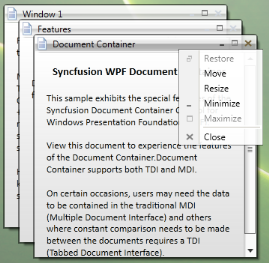 Window 1
Features
Document Container
Syncfusion WPF Document
This sample exhibits the special fe
Syncfusion Document Container C
Windows Presentation Foundatio
View this document to experience the features
of the Document Container.Document
Container supports both TDI and MDI.
On certain occasions, users may need the data
to be contained in the traditional MDI
(Multiple Document Interface) and others
where constant comparison needs to be made
between the documents requires a TDI
(Tabbed Document Interface).
Restore
Move
Resize
Minimize
Maximize
Close